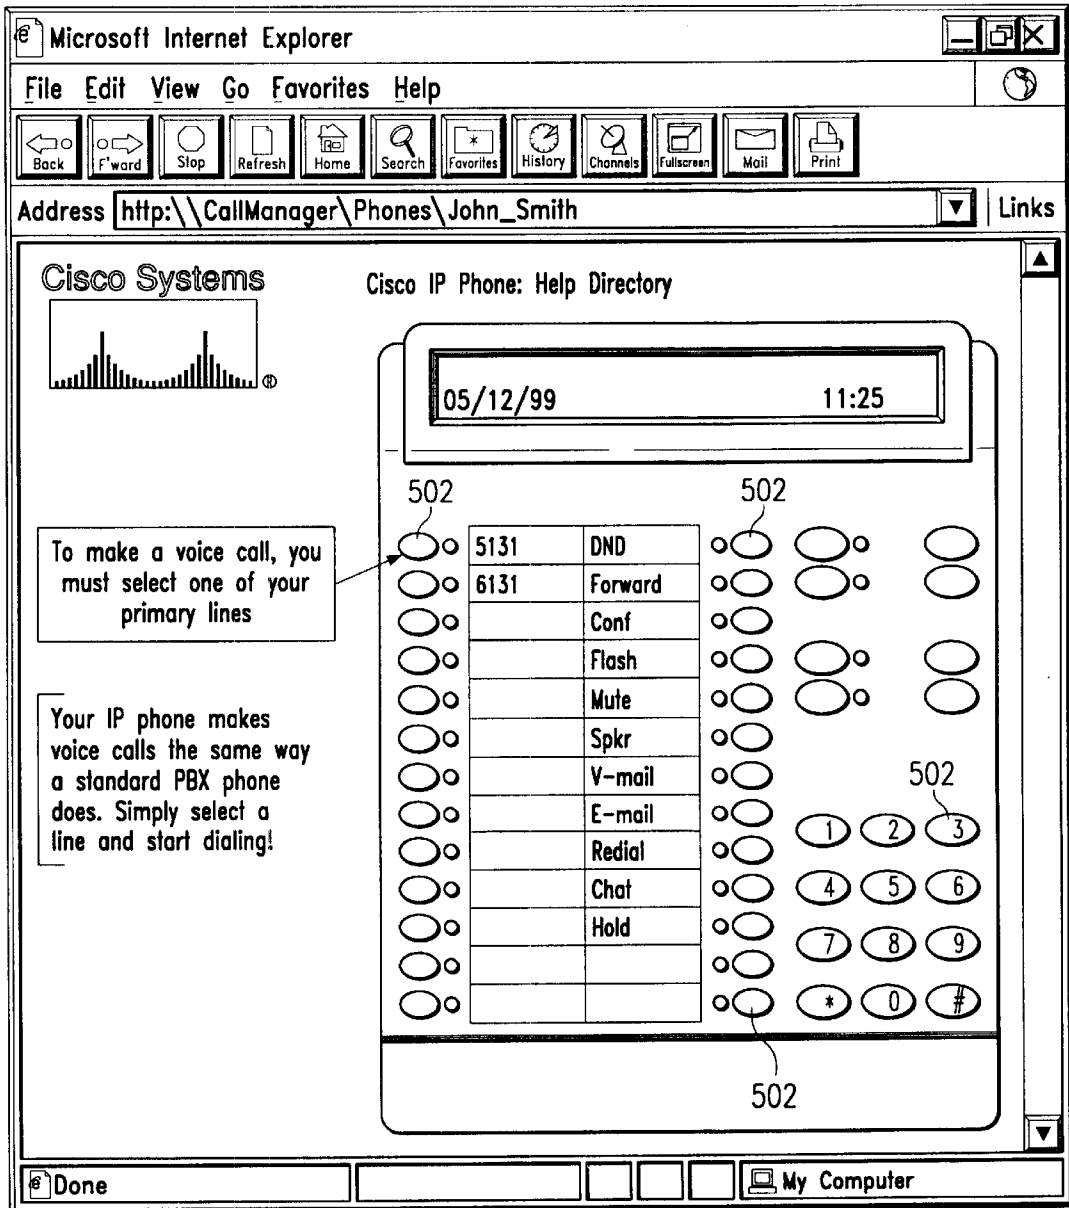 Microsoft Internet Explorer
File Edit View Go Favorites Help
Back F'ward Stop Refresh Home Search Favorites History Channels Fullscreen Mail Print
Address http:\\CallManager\Phones\John_Smith Links
Cisco Systems
®
Cisco IP Phone: Help Directory
05/12/99 11:25
502 502
To make a voice call, you
must select one of your
primary lines
5131 DND
6131 Forward
Conf
Flash
Mute
Spkr
V-mail
E-mail
Redial
Chat
Hold
Your IP phone makes
voice calls the same way
a standard PBX phone
does. Simply select a
line and start dialing!
502
1 2 3
4 5 6
7 8 9
* 0 #
502
Done My Computer